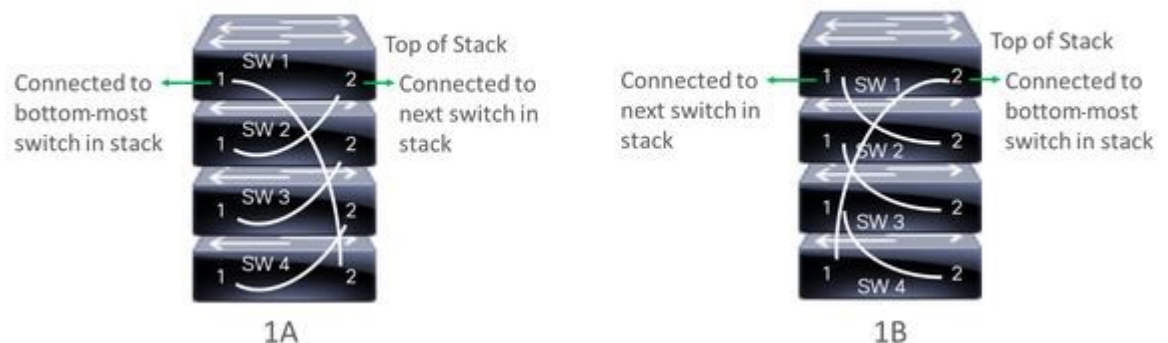 SW 1
Top of Stack
1
2
Connected to
bottom-most
switch in stack
Connected to
next switch in
stack
SW 2
1
2
SW 3
1
2
SW 4
1
2
1A
Top of Stack
1
2
SW 1
Connected to
next switch in
stack
Connected to
bottom-most
switch in stack
1
2
SW 2
1
2
SW 3
1
2
SW 4
1B